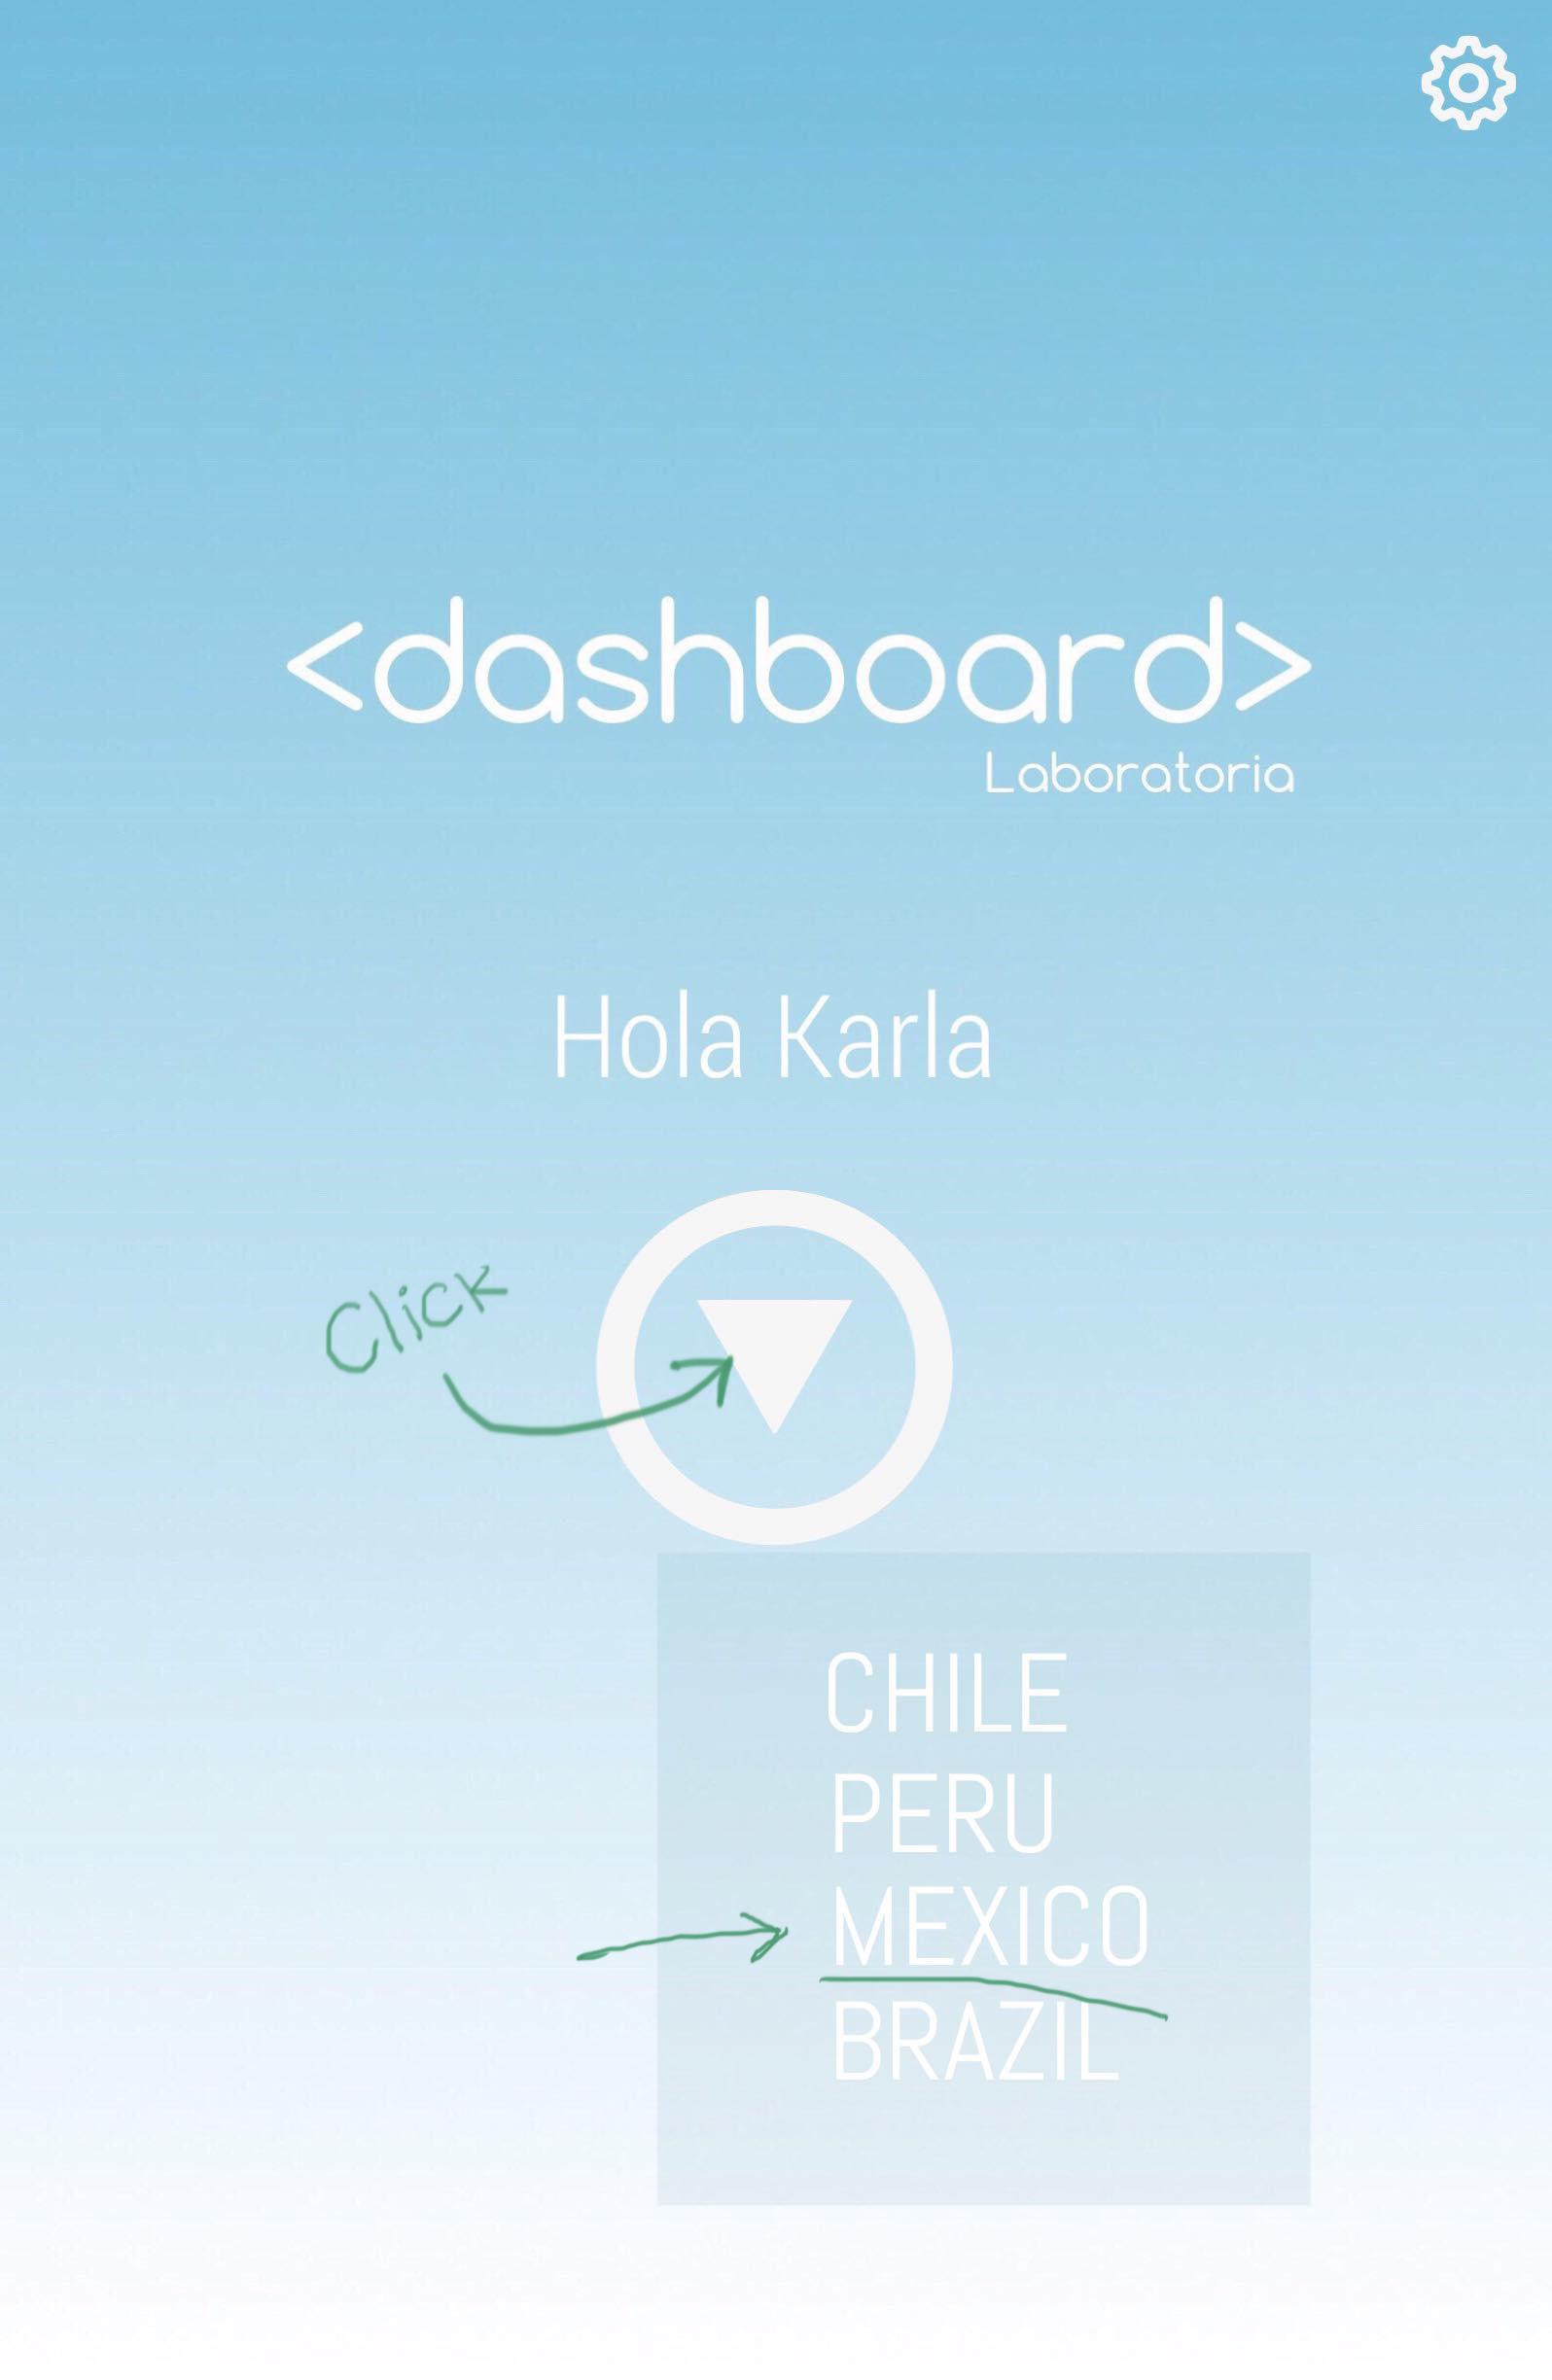 <dashboard>
Laboratoria
Hola Karla
Click
CHILE
PERU
MEXICO
BRAZIL